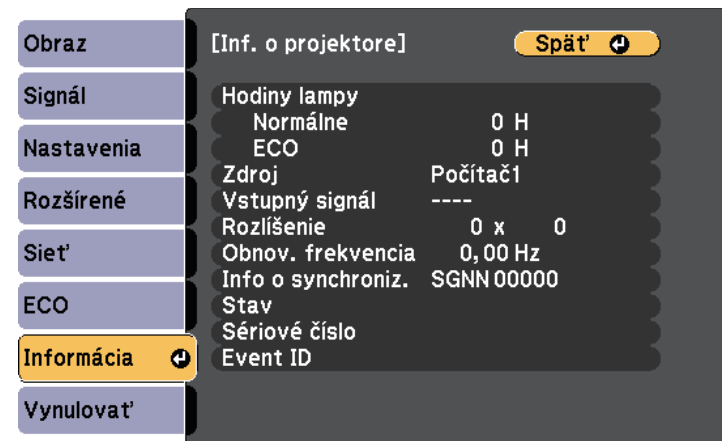 Obraz
Signál
Nastavenia
Rozšírené
Sieť
ECO
Informácia
Vynulovať
[Inf. o projektore]
Späť
Hodiny lampy
Normálne 0 H
ECO 0 H
Zdroj Počítač1
Vstupný signál ----
Rozlíšenie 0 x 0
Obnov. frekvencia 0,00 Hz
Info o synchroniz. SGNN 00000
Stav
Sériové číslo
Event ID